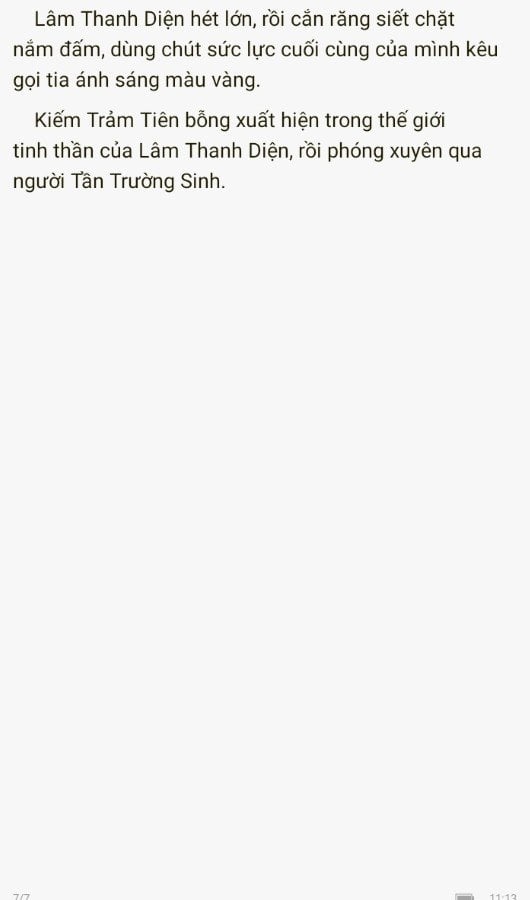 Lâm Thanh Diện hét lớn, rồi cắn răng siết chặt
nắm đấm, dùng chút sức lực cuối cùng của mình kêu
gọi tia ánh sáng màu vàng.
Kiếm Trảm Tiên bỗng xuất hiện trong thế giới
tinh thần của Lâm Thanh Diện, rồi phóng xuyên qua
người Tần Trường Sinh.
7/7
11:13